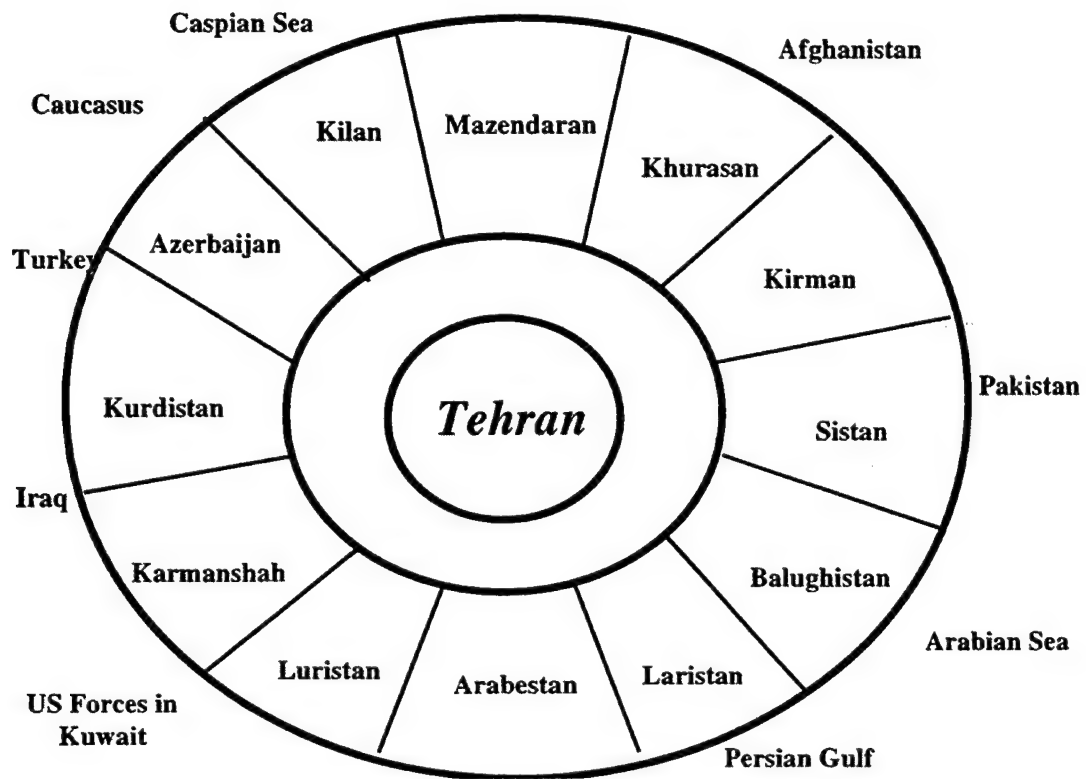 Caspian Sea
Afghanistan
Caucasus
Kilan
Mazendaran
Khurasan
Turkey
Azerbaijan
Kirman
Kurdistan
Tehran
Pakistan
Sistan
Iraq
Karmanshah
Balughistan
Luristan
Arabestan
Laristan
Arabian Sea
US Forces in
Kuwait
Persian Gulf